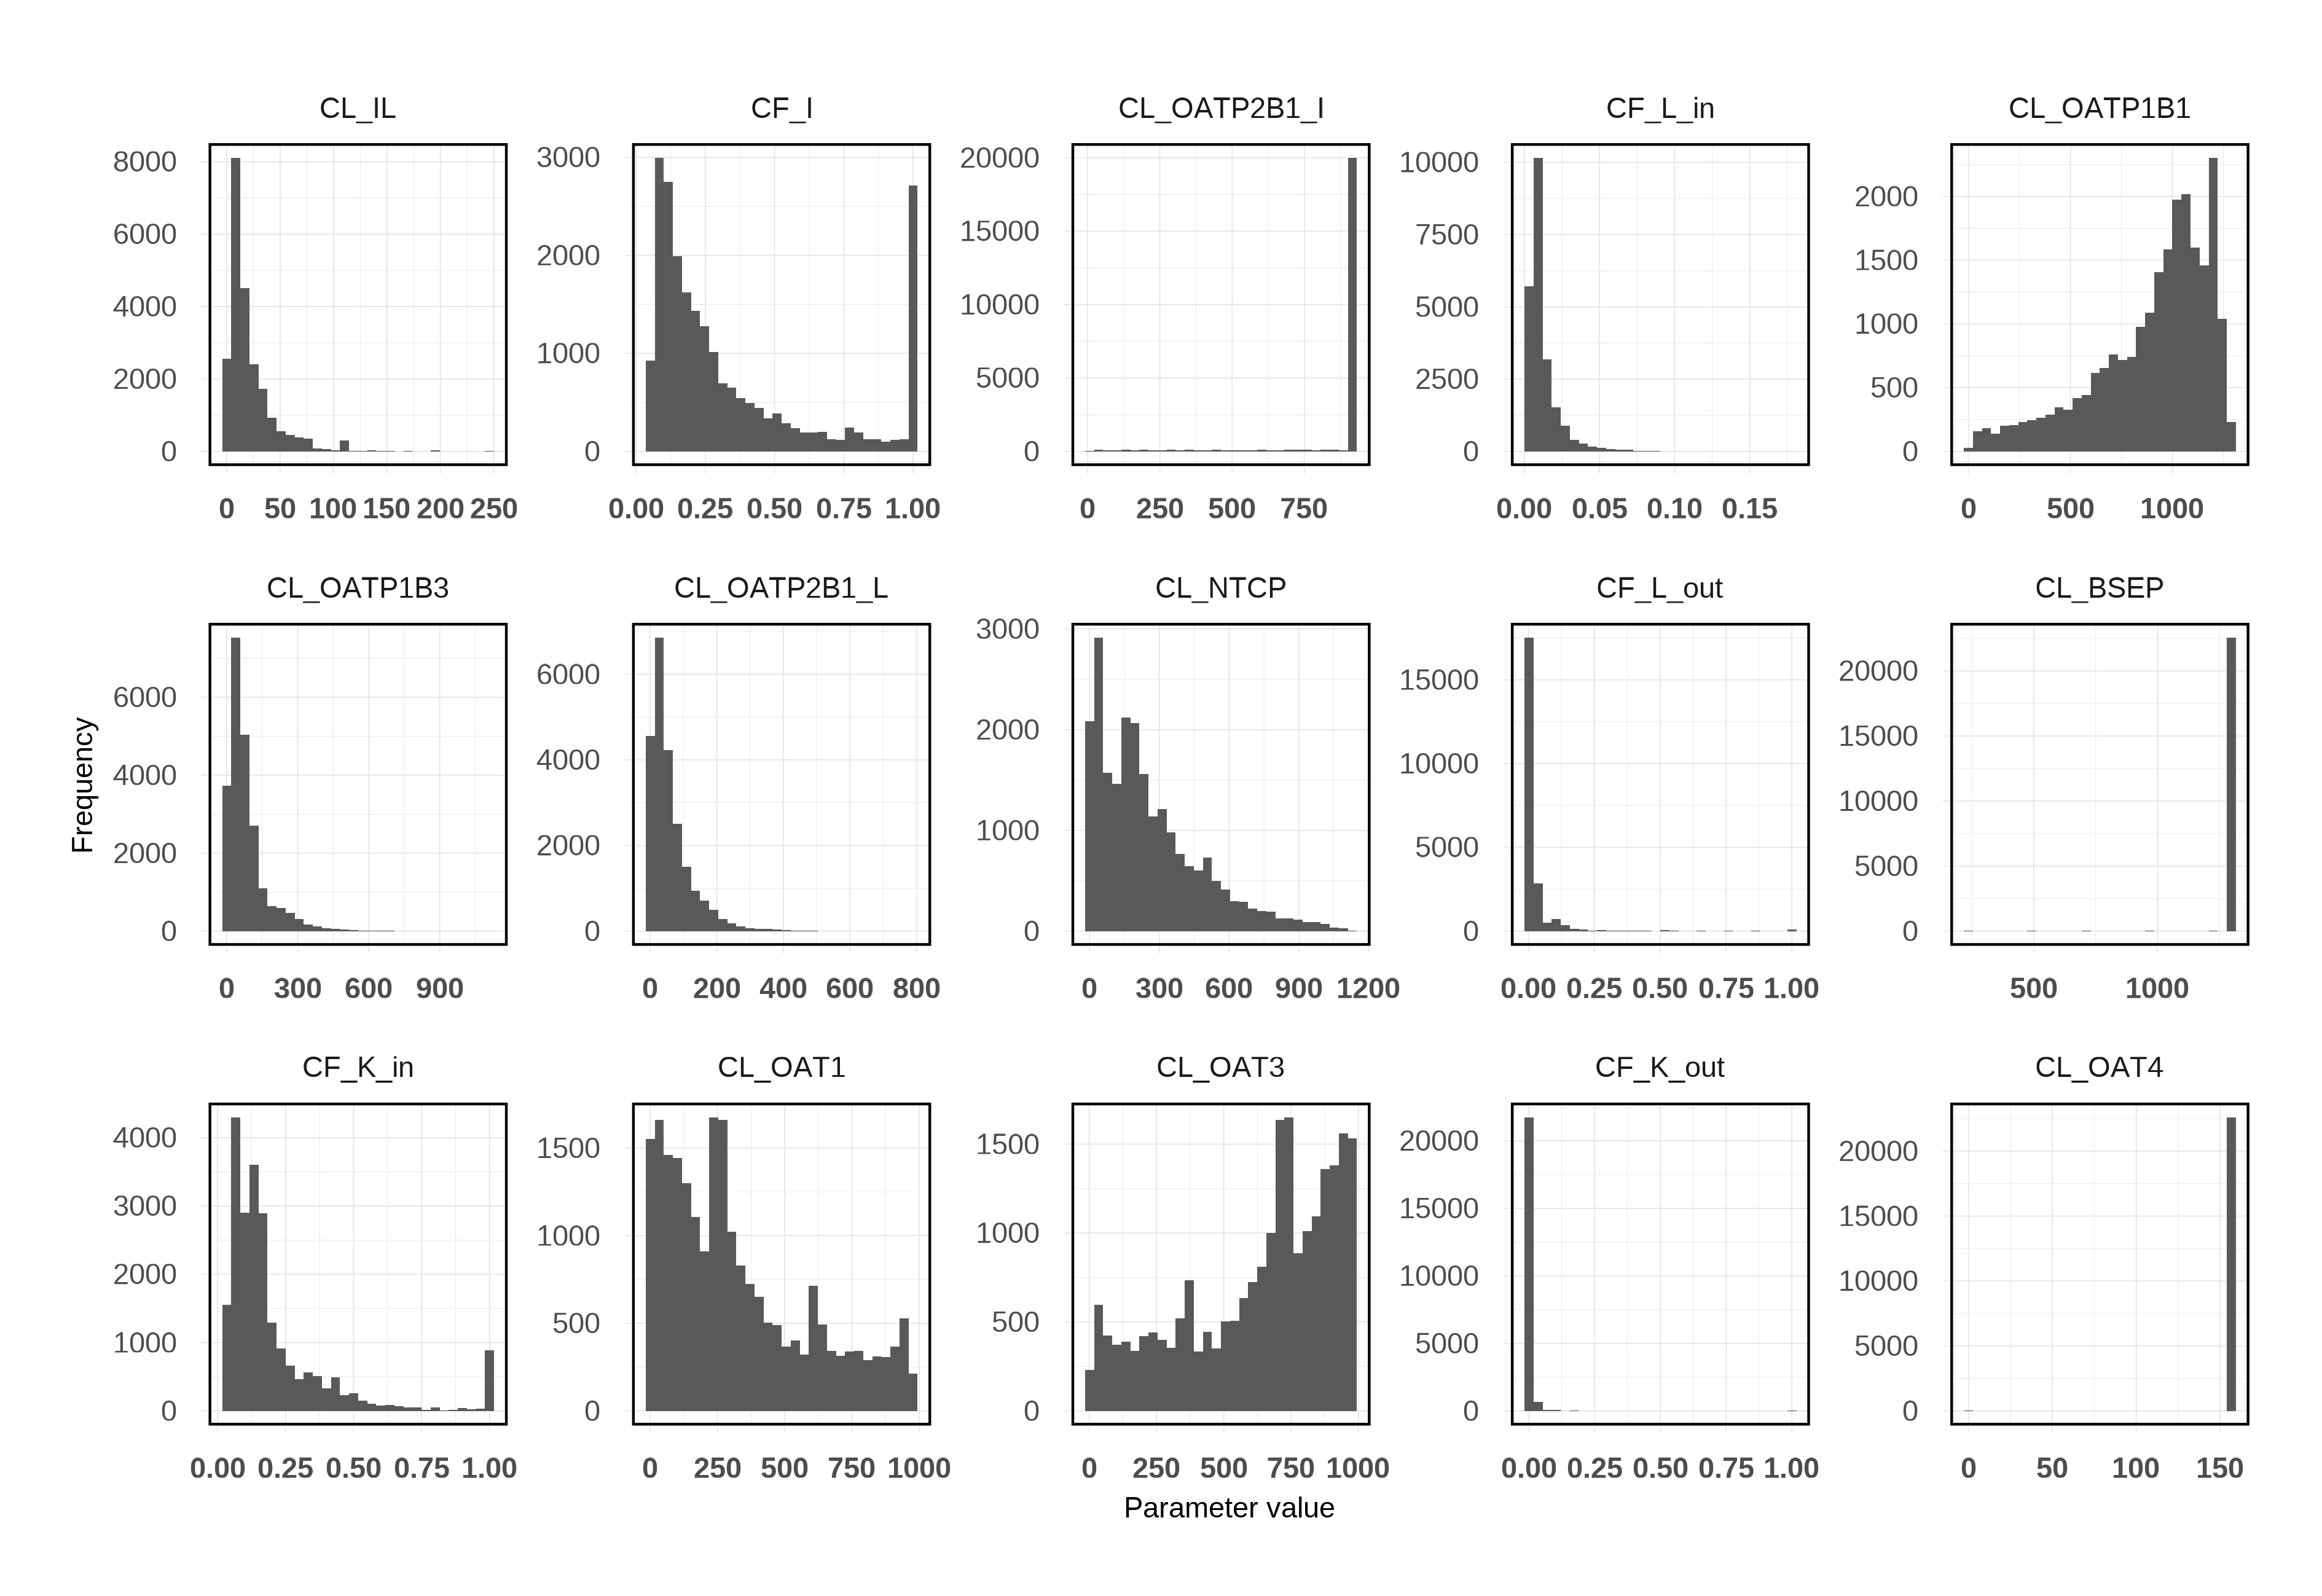 CL_IL CF_I CL_OATP2B1_I CF_L_in CL_OATP1B1
8000 6000 4000 2000 0
3000 2000 1000 0
20000 15000 10000 5000 0
10000 7500 5000 2500 0
2000 1500 1000 500 0
0 50 100 150 200 250
0.00 0.25 0.50 0.75 1.00
0 250 500 750
0.00 0.05 0.10 0.15
0 500 1000
CL_OATP1B3 CL_OATP2B1_L CL_NTCP CF_L_out CL_BSEP
Frequency
6000 4000 2000 0
6000 4000 2000 0
3000 2000 1000 0
15000 10000 5000 0
20000 15000 10000 5000 0
0 300 600 900
0 200 400 600 800
0 300 600 900 1200
0.00 0.25 0.50 0.75 1.00
500 1000
CF_K_in CL_OAT1 CL_OAT3 CF_K_out CL_OAT4
4000 3000 2000 1000 0
1500 1000 500 0
1500 1000 500 0
20000 15000 10000 5000 0
20000 15000 10000 5000 0
0.00 0.25 0.50 0.75 1.00
0 250 500 750 1000
0 250 500 750 1000
0.00 0.25 0.50 0.75 1.00
0 50 100 150
Parameter value